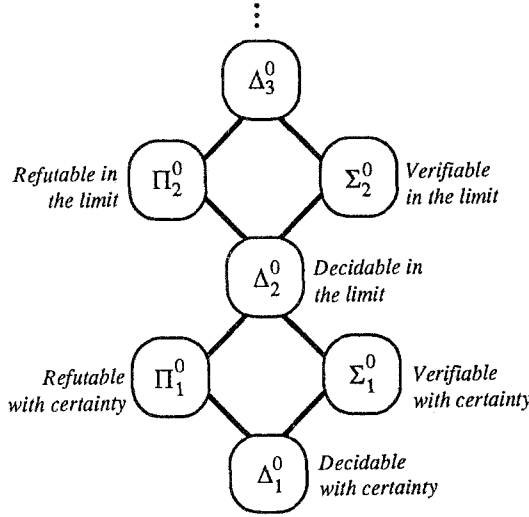 ⋮
Δ⁰₃
Refutable in
the limit
Π⁰₂
Σ⁰₂
Verifiable
in the limit
Δ⁰₂
Decidable in
the limit
Refutable
with certainty
Π⁰₁
Σ⁰₁
Verifiable
with certainty
Δ⁰₁
Decidable
with certainty